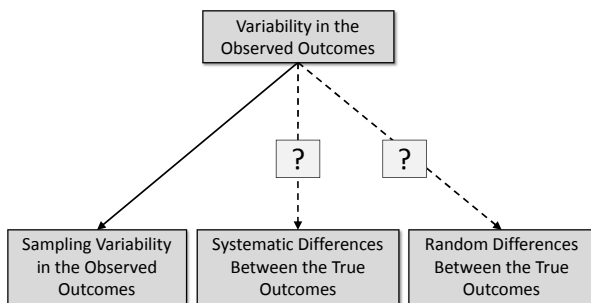 Variability in the
Observed Outcomes
?
?
Sampling Variability
in the Observed
Outcomes
Systematic Differences
Between the True
Outcomes
Random Differences
Between the True
Outcomes